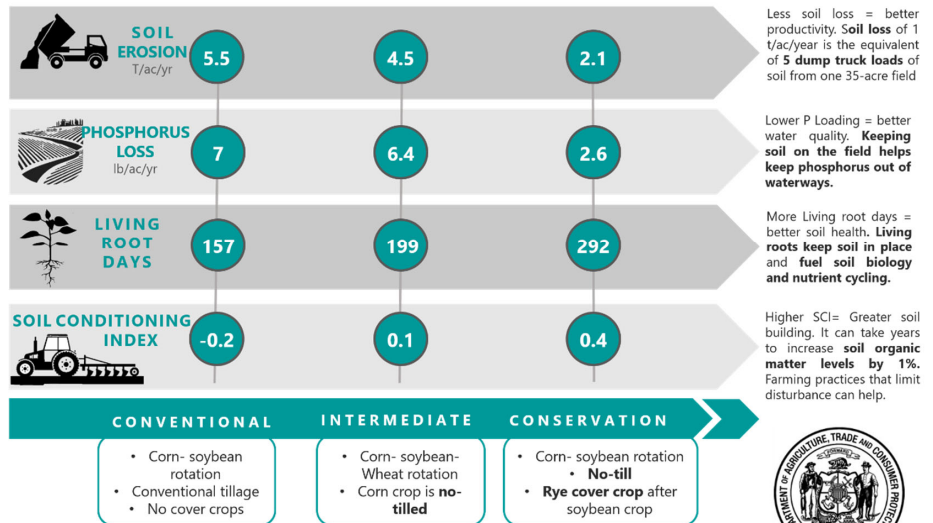 SOIL
EROSION
T/ac/yr
5.5
4.5
2.1
Less soil loss = better
productivity. Soil loss of 1
t/ac/year is the equivalent
of 5 dump truck loads of
soil from one 35-acre field
PHOSPHORUS
LOSS
lb/ac/yr
7
6.4
2.6
Lower P Loading = better
water quality. Keeping
soil on the field helps
keep phosphorus out of
waterways.
LIVING
ROOT
DAYS
157
199
292
More Living root days =
better soil health. Living
roots keep soil in place
and fuel soil biology
and nutrient cycling.
SOIL CONDITIONING
INDEX
-0.2
0.1
0.4
Higher SCI= Greater soil
building. It can take years
to increase soil organic
matter levels by 1%.
Farming practices that limit
disturbance can help.
CONVENTIONAL
INTERMEDIATE
CONSERVATION
• Corn- soybean
rotation
• Conventional tillage
• No cover crops
• Corn- soybean-
Wheat rotation
• Corn crop is no-
tilled
• Corn- soybean rotation
• No-till
• Rye cover crop after
soybean crop
AGRICULTURE, TRADE AND CONSUMER
FORWARD